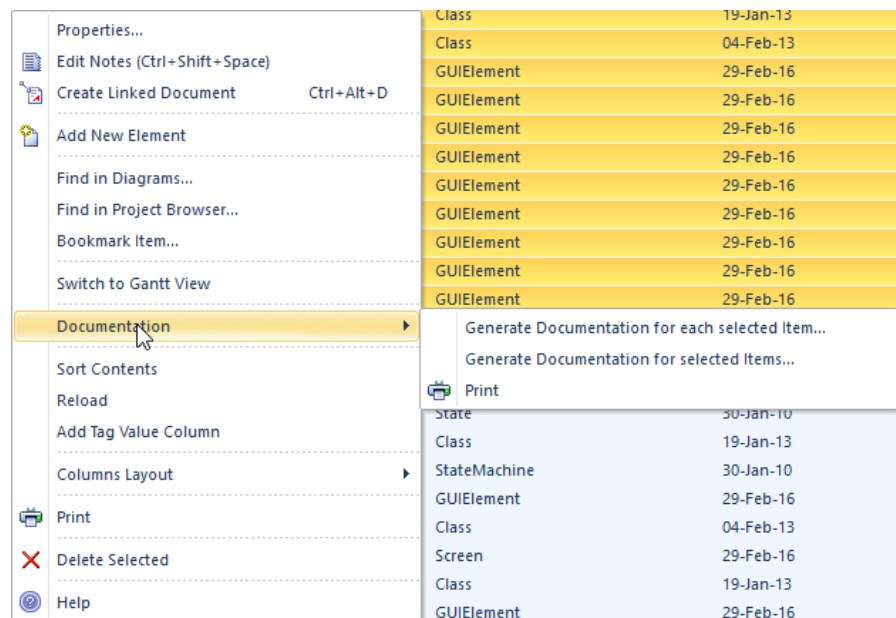 Properties...
Edit Notes (Ctrl+Shift+Space)
Create Linked Document Ctrl+Alt+D
Add New Element
Find in Diagrams...
Find in Project Browser...
Bookmark Item...
Switch to Gantt View
Documentation
Sort Contents
Reload
Add Tag Value Column
Columns Layout
Print
Delete Selected
Help
Class 19-Jan-13
Class 04-Feb-13
GUIElement 29-Feb-16
GUIElement 29-Feb-16
GUIElement 29-Feb-16
GUIElement 29-Feb-16
GUIElement 29-Feb-16
GUIElement 29-Feb-16
GUIElement 29-Feb-16
GUIElement 29-Feb-16
GUIElement 29-Feb-16
Generate Documentation for each selected Item...
Generate Documentation for selected Items...
Print
State 30-Jan-10
Class 19-Jan-13
StateMachine 30-Jan-10
GUIElement 29-Feb-16
Class 04-Feb-13
Screen 29-Feb-16
Class 19-Jan-13
GUIElement 29-Feb-16